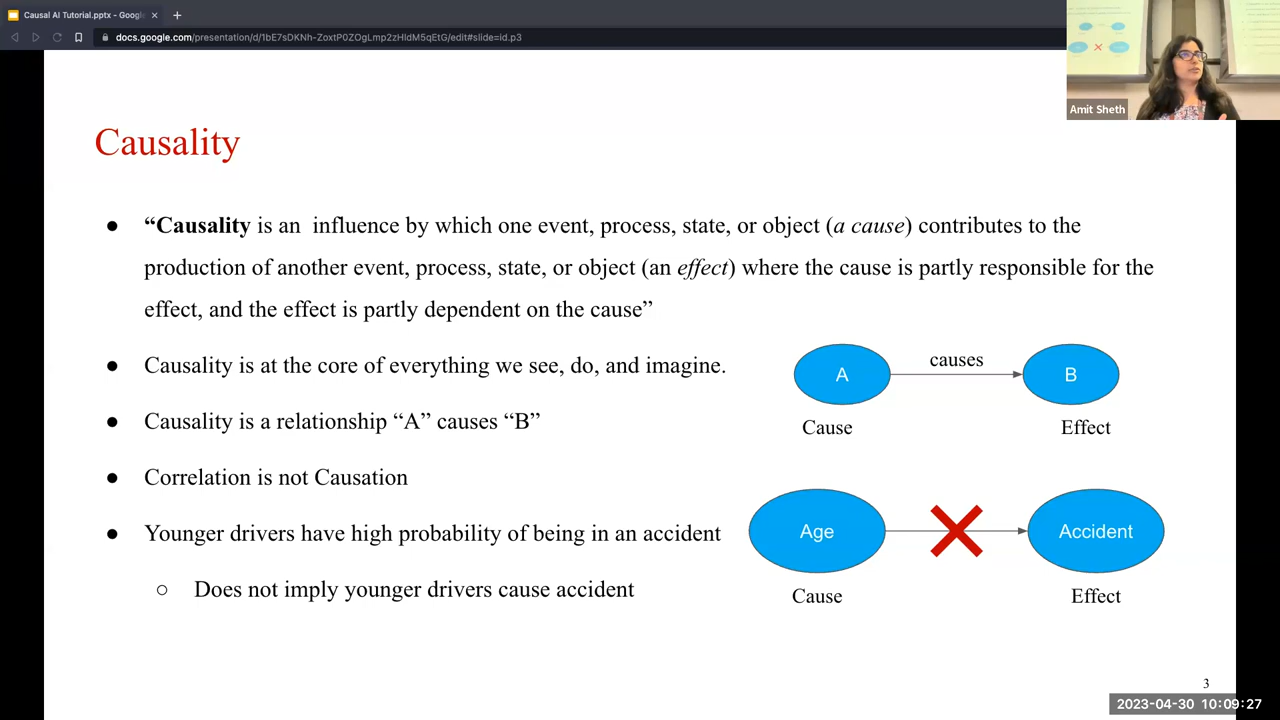 Causal AI Tutorial.pptx - Googl
docs.google.com/presentation/d/1bE7sDKNh-ZoxtP0ZOgLmp2zHldM5qEtG/edit#slide=id.p3
Amit Sheth
Causality
● “Causality is an influence by which one event, process, state, or object (a cause) contributes to the
production of another event, process, state, or object (an effect) where the cause is partly responsible for the
effect, and the effect is partly dependent on the cause”
● Causality is at the core of everything we see, do, and imagine.
● Causality is a relationship “A” causes “B”
● Correlation is not Causation
● Younger drivers have high probability of being in an accident
○ Does not imply younger drivers cause accident
A causes B
Cause Effect
Age Accident
Cause Effect
3
2023-04-30 10:09:27